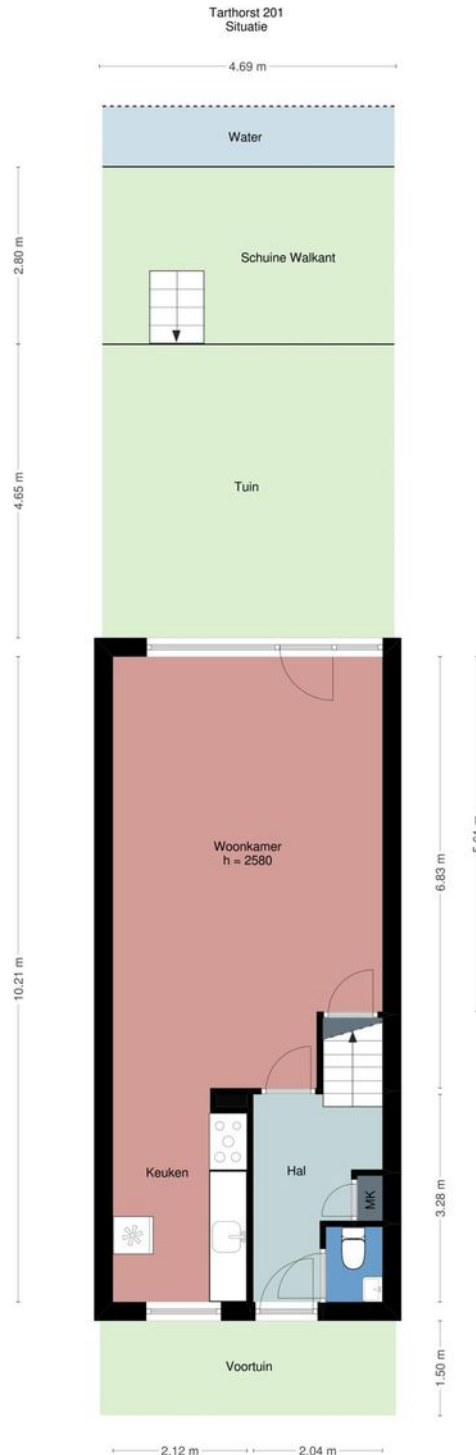 Tarthorst 201
Situatie
4.69 m
Water
2.80 m
Schuine Walkant
4.65 m
Tuin
10.21 m
Woonkamer
h = 2580
6.83 m
Keuken
Hal
MK
3.28 m
Voortuin
1.50 m
2.12 m
2.04 m